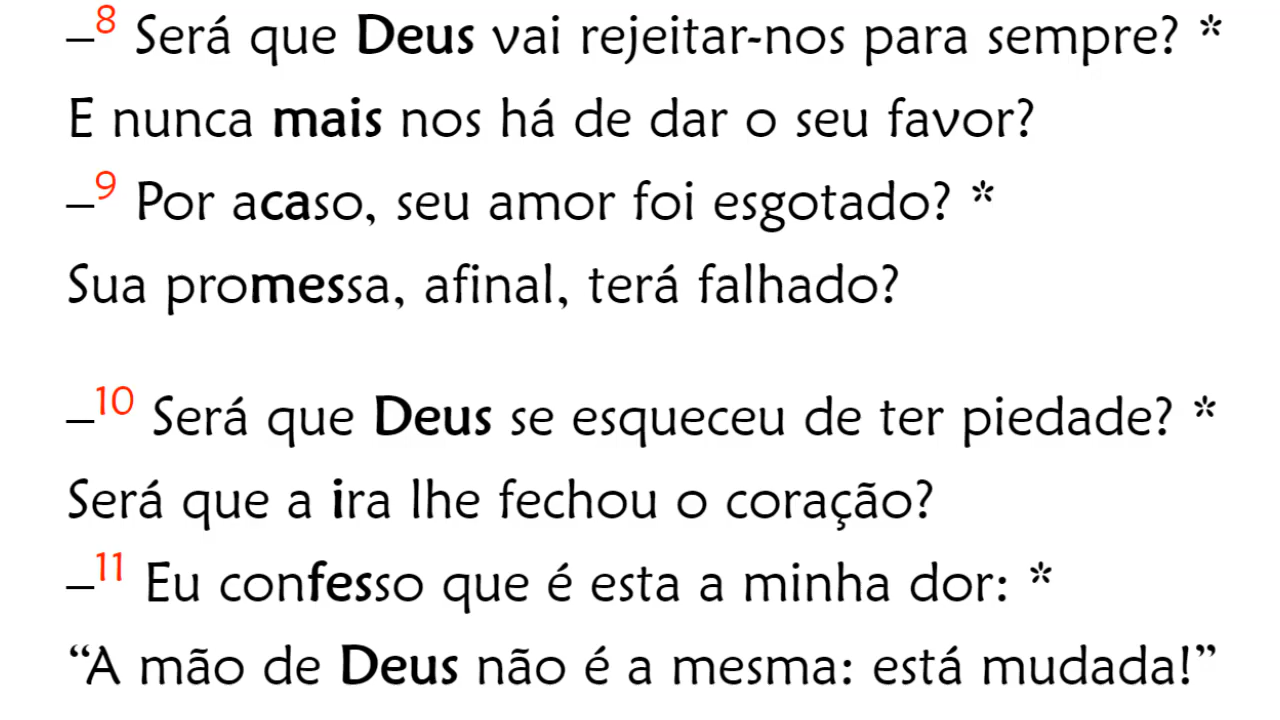 –8 Será que Deus vai rejeitar-nos para sempre? *
E nunca mais nos há de dar o seu favor?
–9 Por acaso, seu amor foi esgotado? *
Sua promessa, afinal, terá falhado?
–10 Será que Deus se esqueceu de ter piedade? *
Será que a ira lhe fechou o coração?
–11 Eu confesso que é esta a minha dor: *
“A mão de Deus não é a mesma: está mudada!”